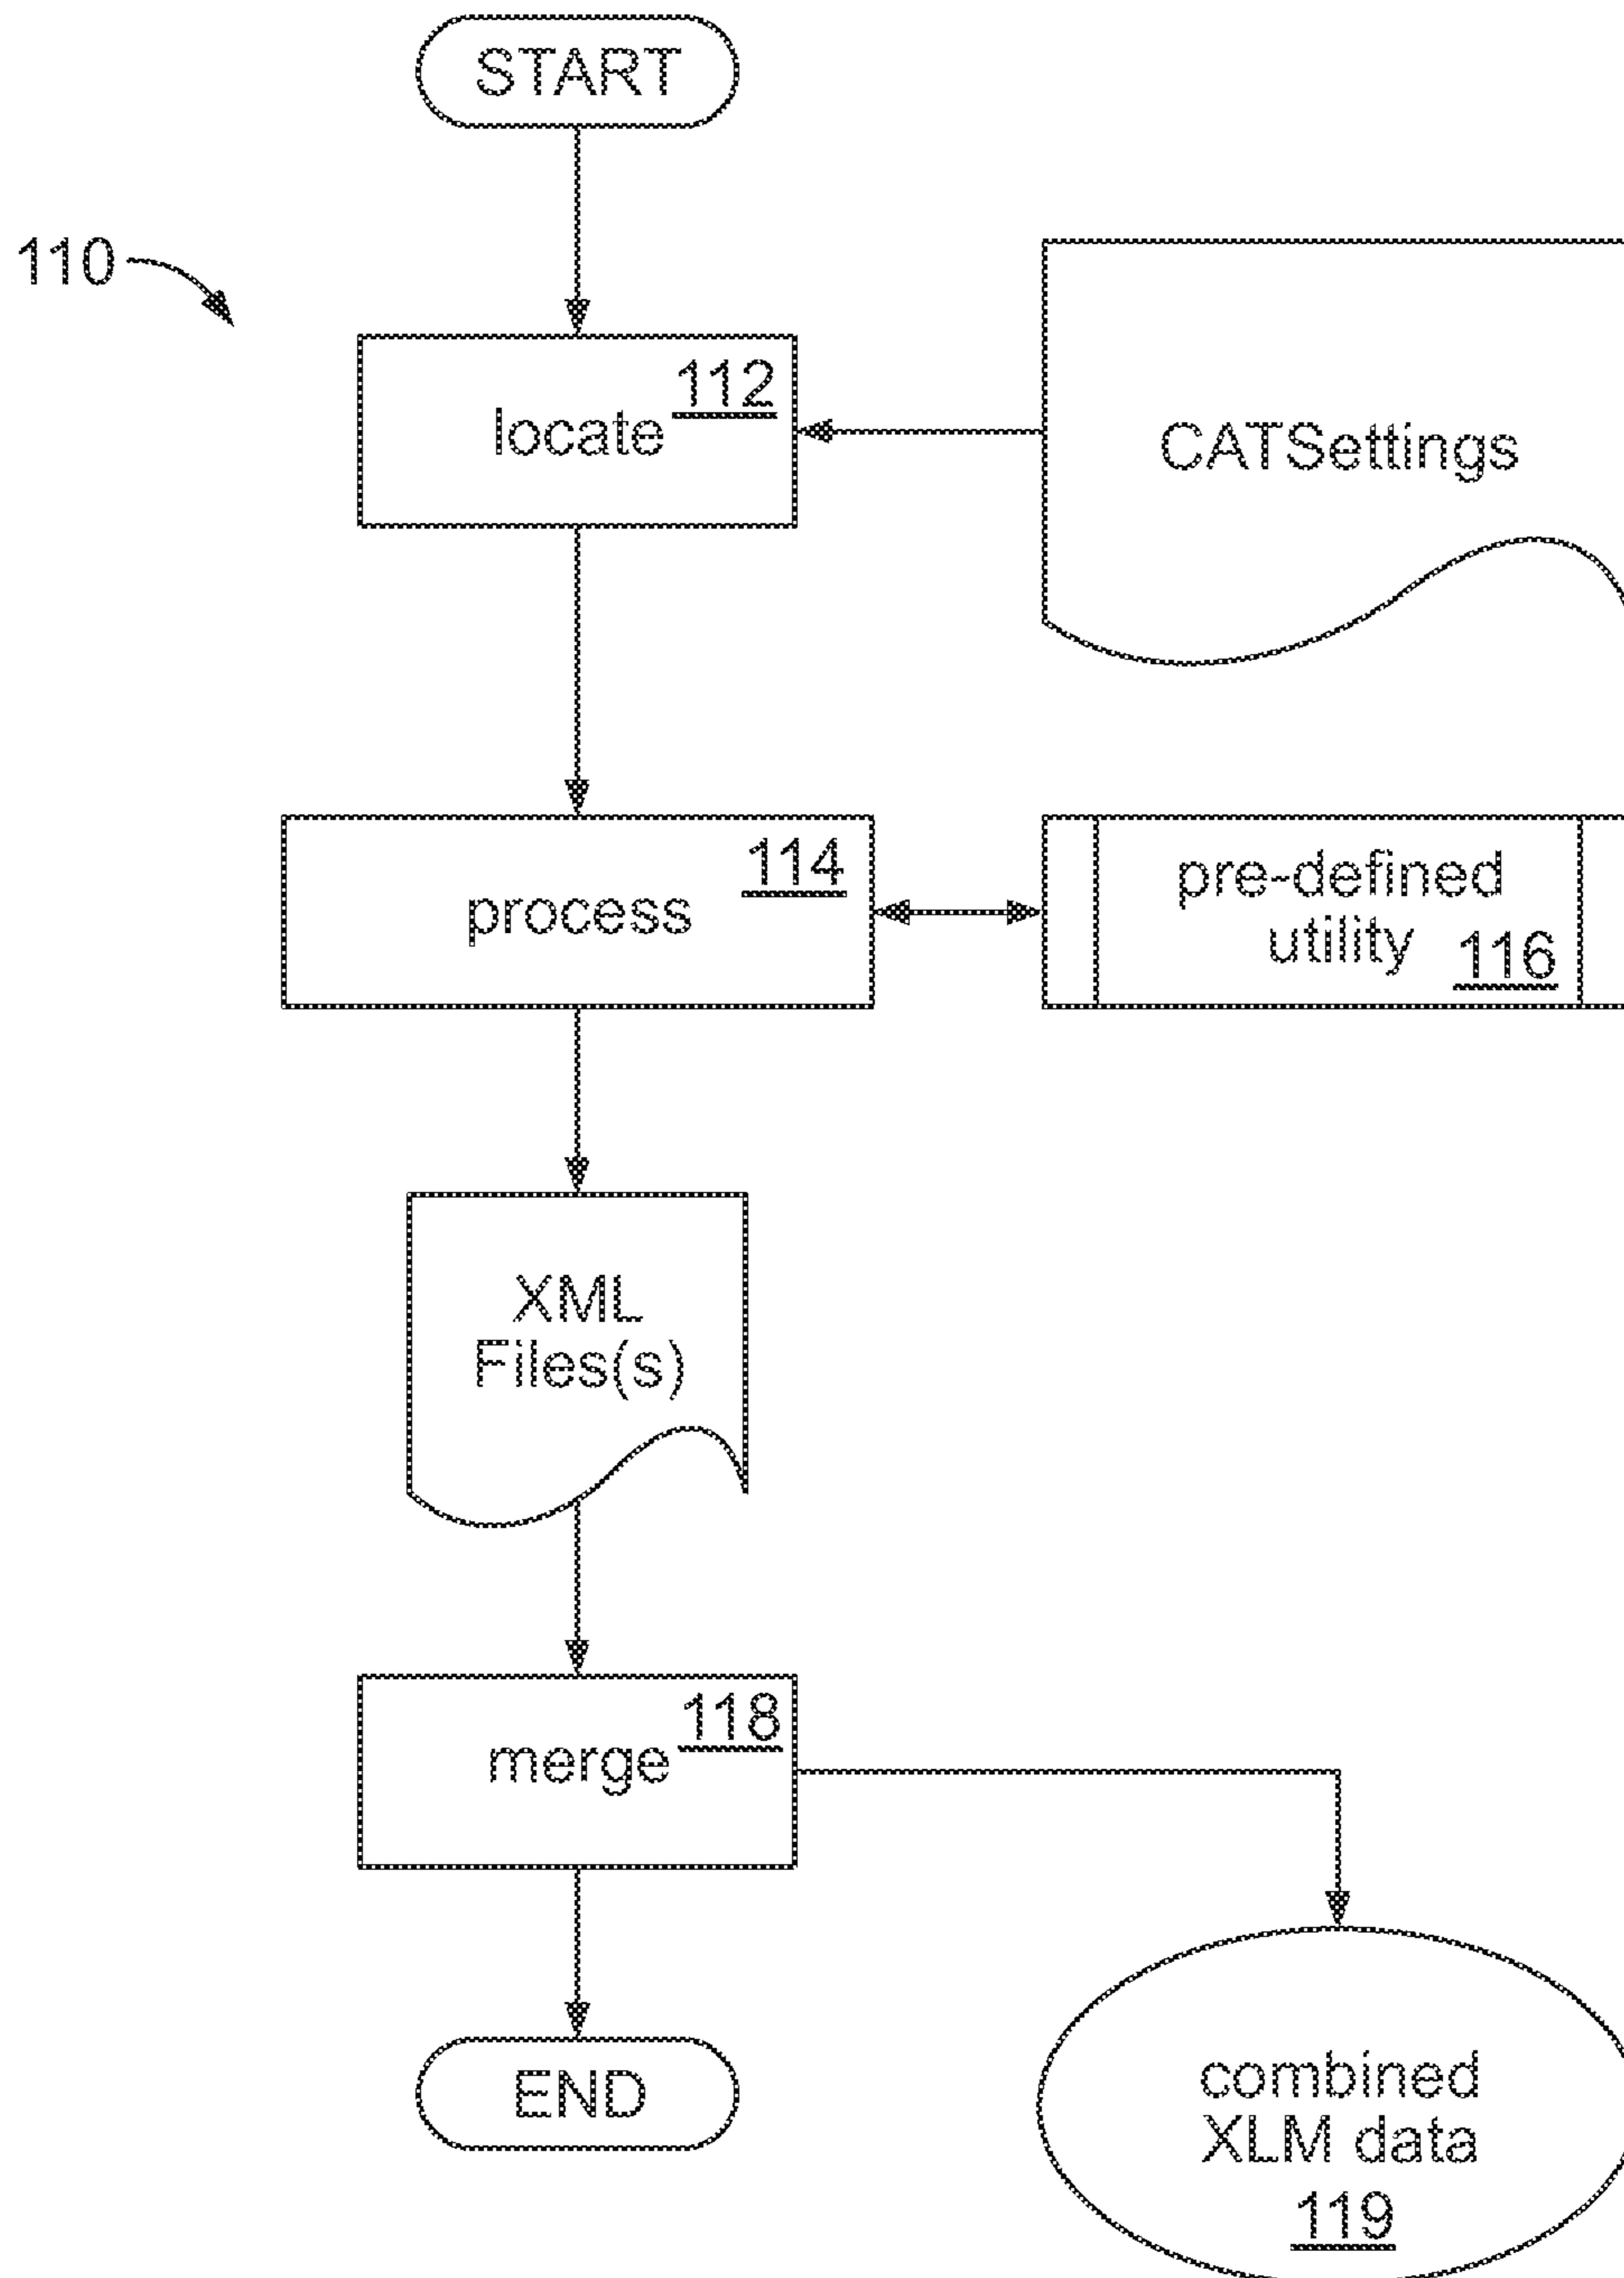 START
110
112
locate
CATSettings
114
process
pre-defined
utility 116
XML
Files(s)
118
merge
END
combined
XLM data
119